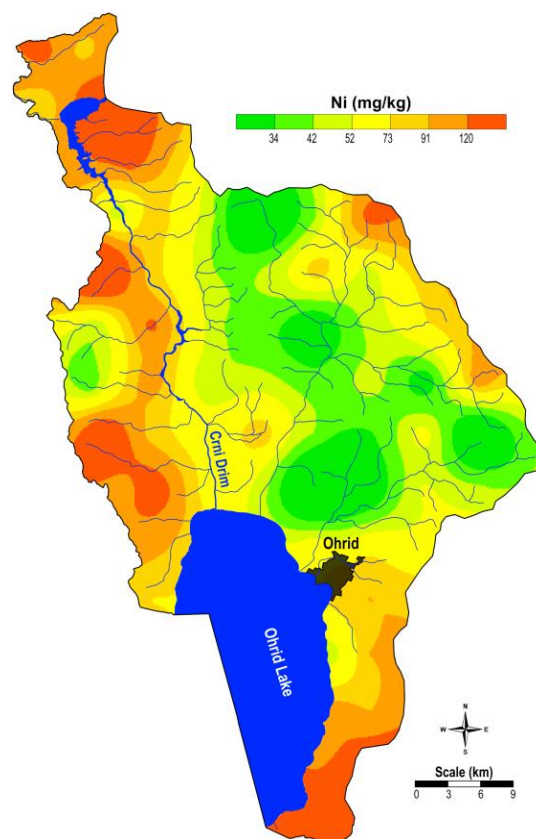 Ni (mg/kg)
34 42 52 73 91 120
Crni Drim
Ohrid
Ohrid Lake
N
W E
S
Scale (km)
0 3 6 9